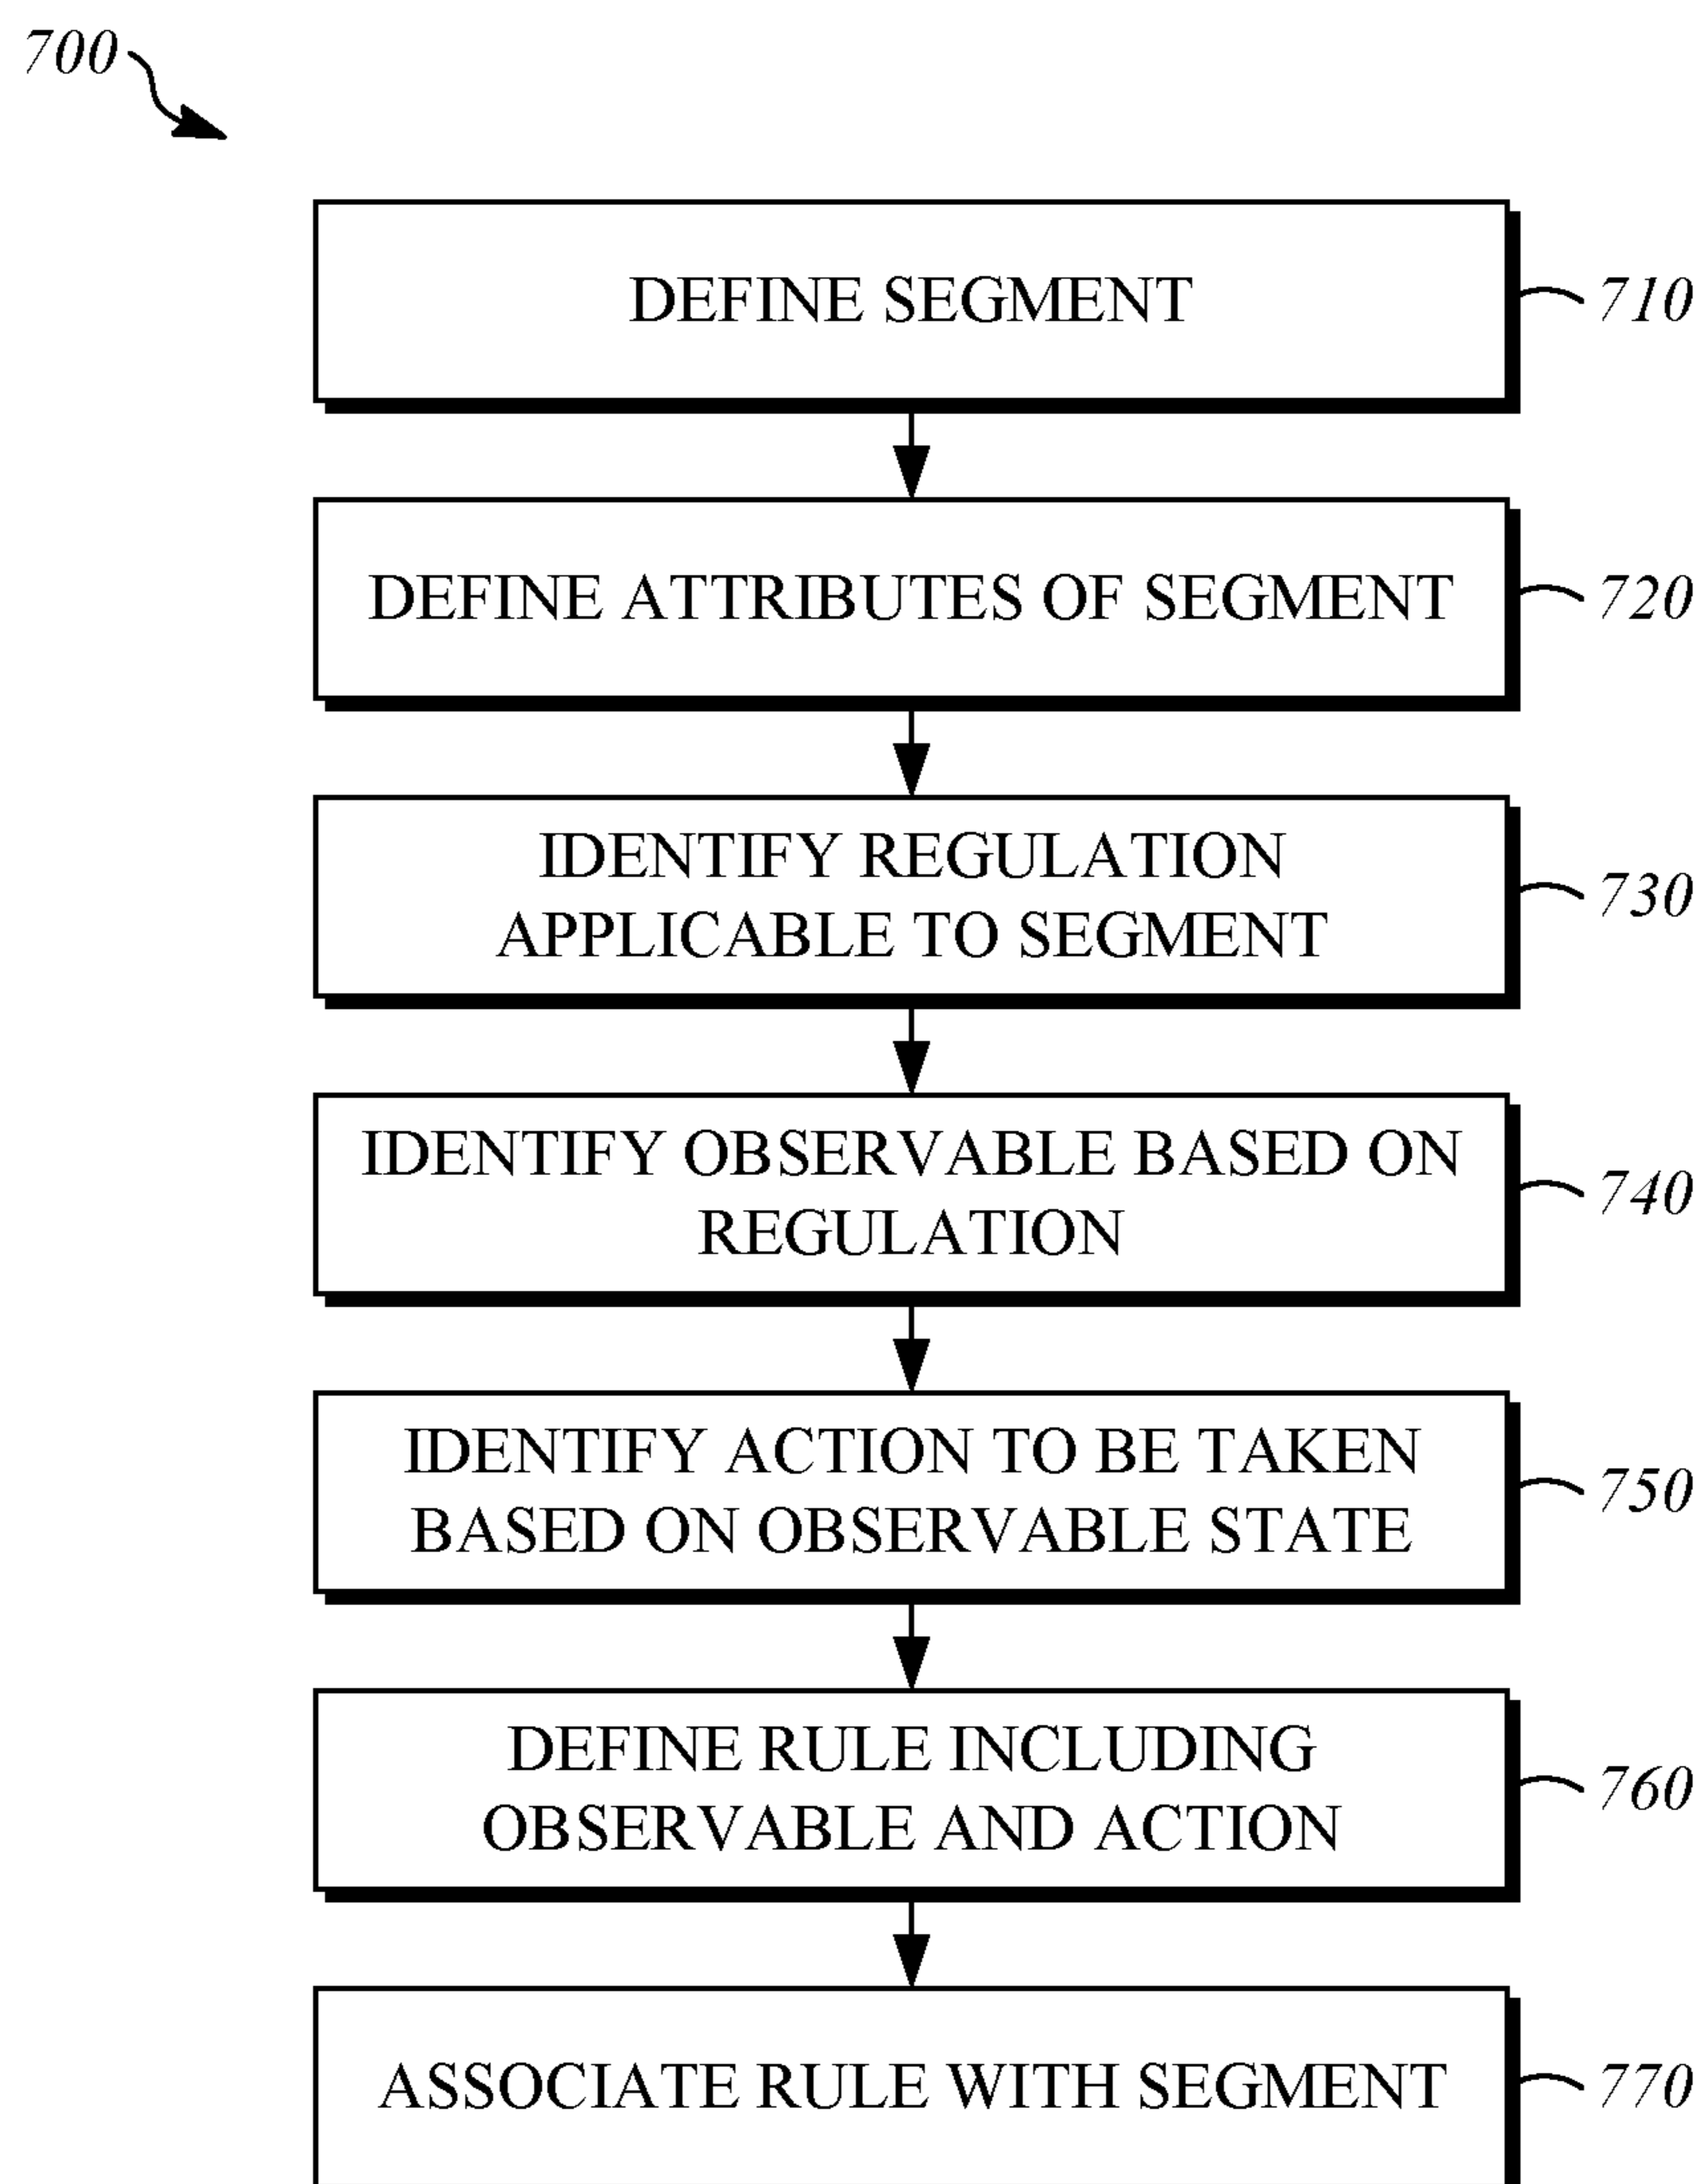 700
DEFINE SEGMENT
710
DEFINE ATTRIBUTES OF SEGMENT
720
IDENTIFY REGULATION
APPLICABLE TO SEGMENT
730
IDENTIFY OBSERVABLE BASED ON
REGULATION
740
IDENTIFY ACTION TO BE TAKEN
BASED ON OBSERVABLE STATE
750
DEFINE RULE INCLUDING
OBSERVABLE AND ACTION
760
ASSOCIATE RULE WITH SEGMENT
770